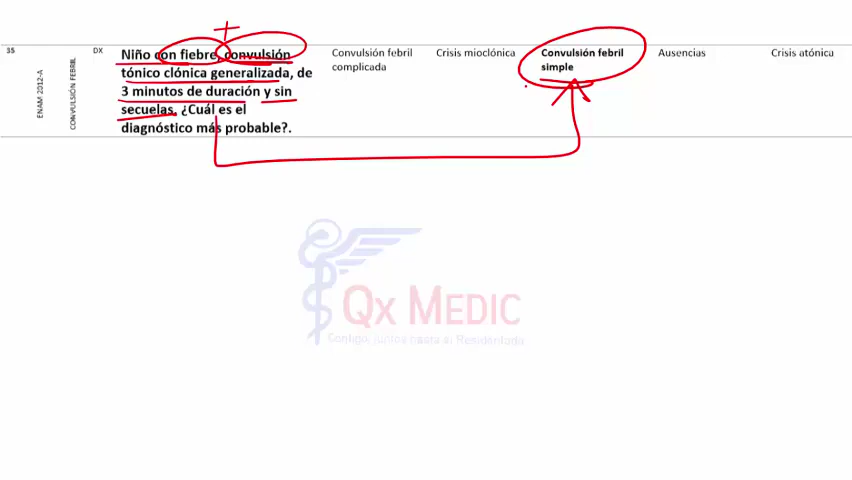 35
ENAM 2012-A
CONVULSIÓN FEBRIL
DX
Niño con fiebre, convulsión
tónico clónica generalizada, de
3 minutos de duración y sin
secuelas. ¿Cuál es el
diagnóstico más probable?.
Convulsión febril
complicada
Crisis mioclónica
Convulsión febril
simple
Ausencias
Crisis atónica
Qx MEDIC
Contigo, juntos hasta el Residentado